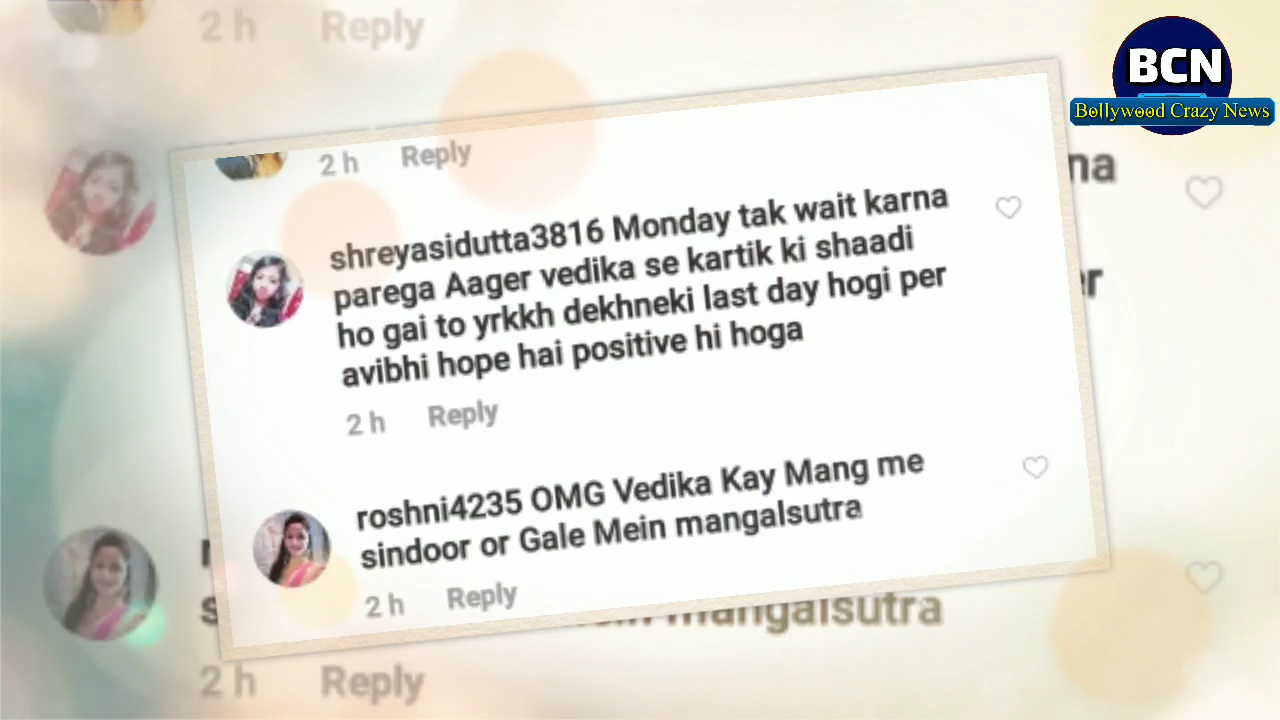 2 h Reply
BCN
Bollywood Crazy News
2 h Reply
shreyasidutta3816 Monday tak wait karna
parega Aager vedika se kartik ki shaadi
ho gai to yrkkh dekhneki last day hogi per
avibhi hope hai positive hi hoga
2 h Reply
roshni4235 OMG Vedika Kay Mang me
sindoor or Gale Mein mangalsutra
2 h Reply
mangalsutra
2 h Reply